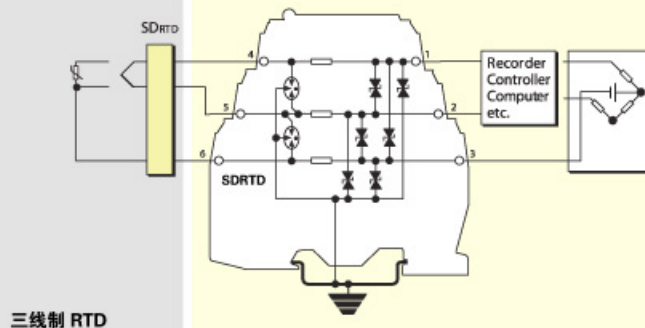 SDRTD
4
1
Recorder
Controller
Computer
etc.
5
2
6
3
SDRTD
三线制 RTD